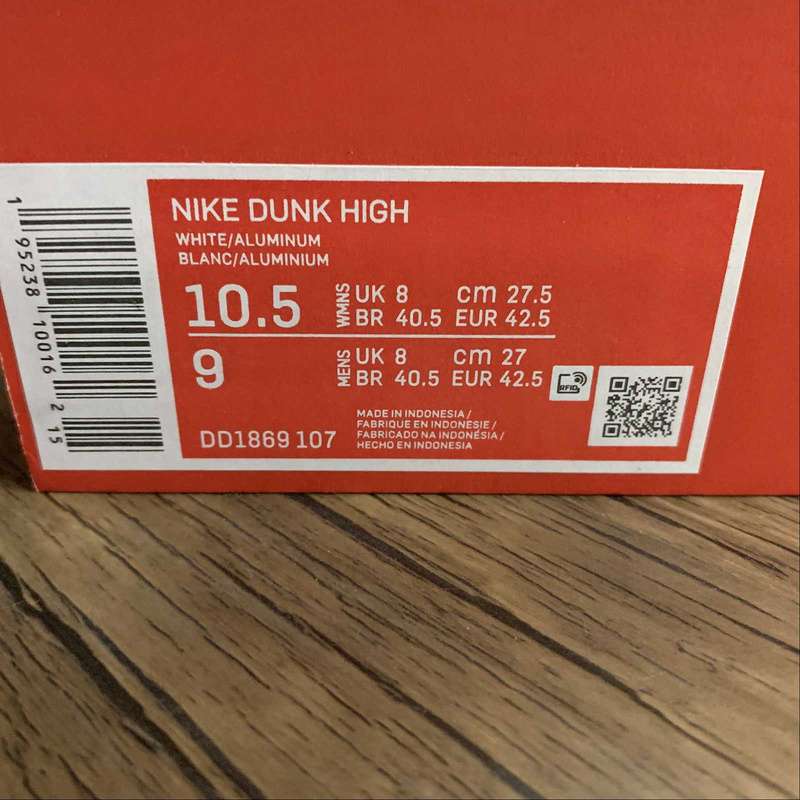 NIKE DUNK HIGH
WHITE/ALUMINUM
BLANC/ALUMINIUM
10.5 WMNS UK 8 cm 27.5
BR 40.5 EUR 42.5
9 MENS UK 8 cm 27
BR 40.5 EUR 42.5
RFID
DD1869 107
MADE IN INDONESIA /
FABRIQUE EN INDONESIE /
FABRICADO NA INDONÉSIA /
HECHO EN INDONESIA
1 95238 10016 2 15